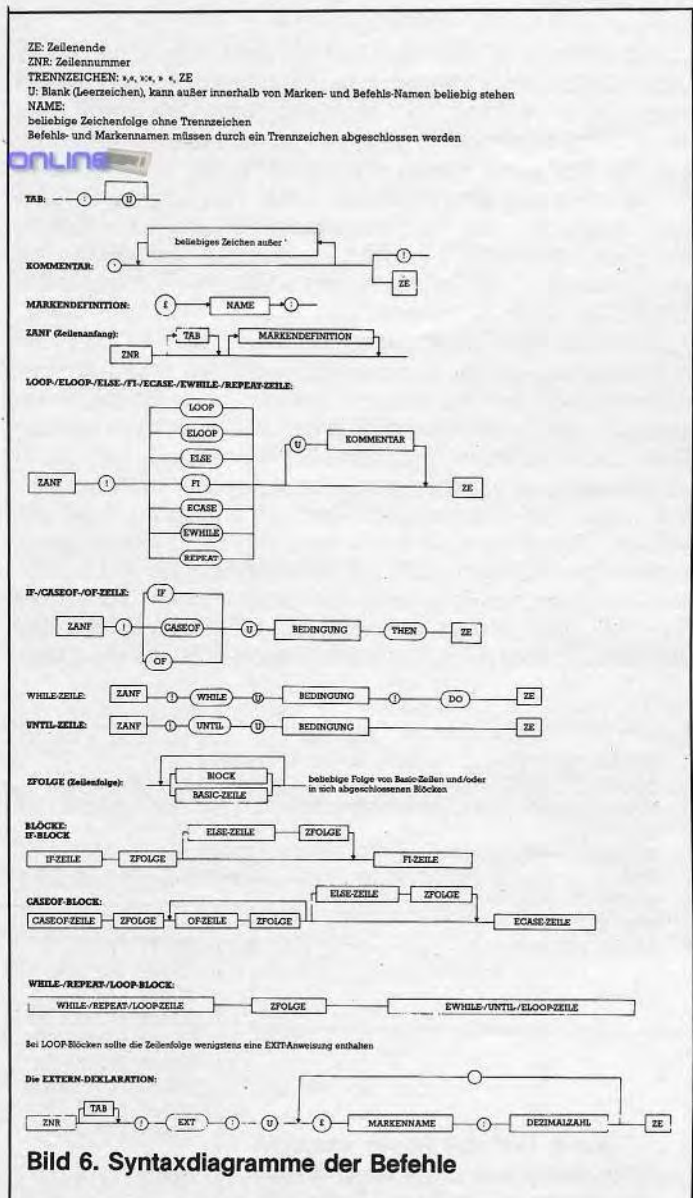 ZE: Zeilenende
ZNR: Zeilennummer
TRENNZEICHEN: »,«, »:«, » «, ZE
U: Blank (Leerzeichen), kann außer innerhalb von Marken- und Befehls-Namen beliebig stehen
NAME:
beliebige Zeichenfolge ohne Trennzeichen
Befehls- und Markennamen müssen durch ein Trennzeichen abgeschlossen werden
ONLINE
TAB: : U
beliebiges Zeichen außer '
KOMMENTAR: ' ! ZE
MARKENDEFINITION: £ NAME :
ZANF (Zeilenanfang): ZNR TAB MARKENDEFINITION
LOOP-/ELOOP-/ELSE-/FI-/ECASE-/EWHILE-/REPEAT-ZEILE:
LOOP
ELOOP
ELSE
U KOMMENTAR
ZANF ! FI ZE
ECASE
EWHILE
REPEAT
IF-/CASEOF-/OF-ZEILE: IF
ZANF ! CASEOF U BEDINGUNG THEN ZE
OF
WHILE-ZEILE: ZANF ! WHILE U BEDINGUNG ! DO ZE
UNTIL-ZEILE: ZANF ! UNTIL U BEDINGUNG ZE
ZFOLGE (Zeilenfolge): BlOCK BASIC-ZEILE
beliebige Folge von Basic-Zeilen und/oder
in sich abgeschlossenen Blöcken
BLÖCKE:
IF-BLOCK
ELSE-ZEILE ZFOLGE
IF-ZEILE ZFOLGE FI-ZEILE
ELSE-ZEILE ZFOLGE
CASEOF-BLOCK:
CASEOF-ZEILE ZFOLGE OF-ZEILE ZFOLGE ECASE-ZEILE
WHILE-/REPEAT-/LOOP-BLOCK:
WHILE-/REPEAT-/LOOP-ZEILE ZFOLGE EWHILE-/UNTIL-/ELOOP-ZEILE
Bei LOOP-Blöcken sollte die Zeilenfolge wenigstens eine EXIT-Anweisung enthalten
Die EXTERN-DEKLARATION:
TAB
ZNR ! EXT : U £ MARKENNAME : DEZIMALZAHL ZE
Bild 6. Syntaxdiagramme der Befehle